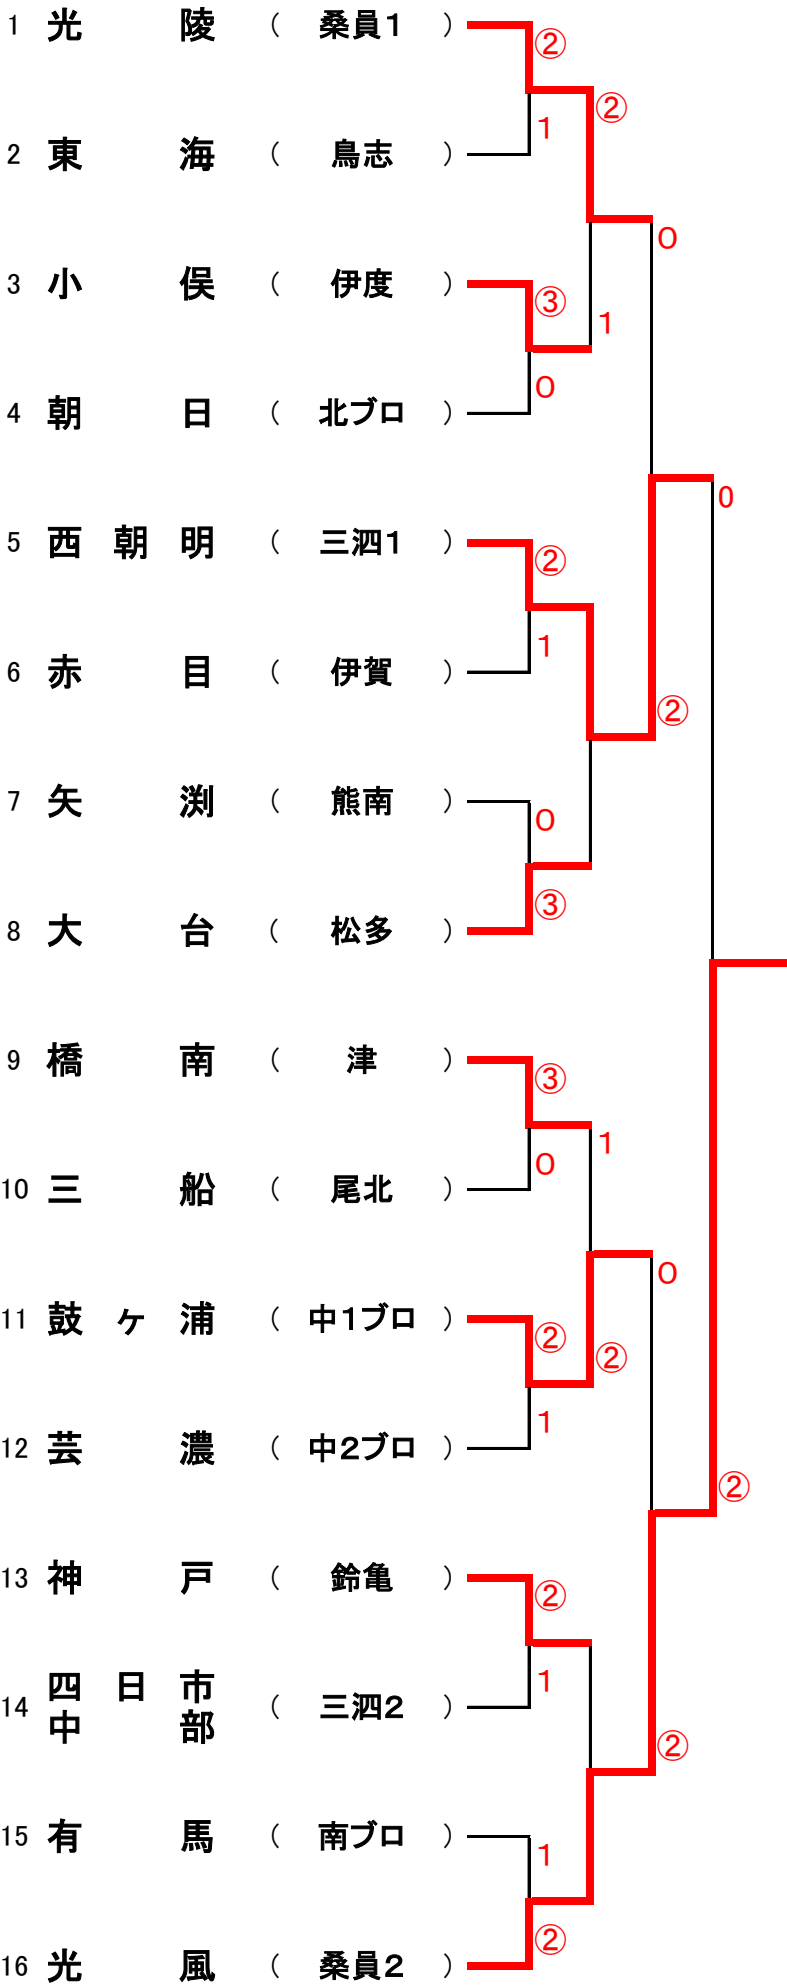 1 光陵 ( 桑員1 )
②
②
1
2 東海 ( 鳥志 )
0
3 小俣 ( 伊度 )
③
1
0
4 朝日 ( 北ブロ )
0
5 西朝明 ( 三泗1 )
②
1
6 赤目 ( 伊賀 )
②
7 矢渕 ( 熊南 )
0
③
8 大台 ( 松多 )
9 橋南 ( 津 )
③
1
0
10 三船 ( 尾北 )
0
11 鼓ヶ浦 ( 中1ブロ )
②
②
1
12 芸濃 ( 中2ブロ )
②
13 神戸 ( 鈴亀 )
②
1
14 四日市中部 ( 三泗2 )
②
15 有馬 ( 南ブロ )
1
②
16 光風 ( 桑員2 )